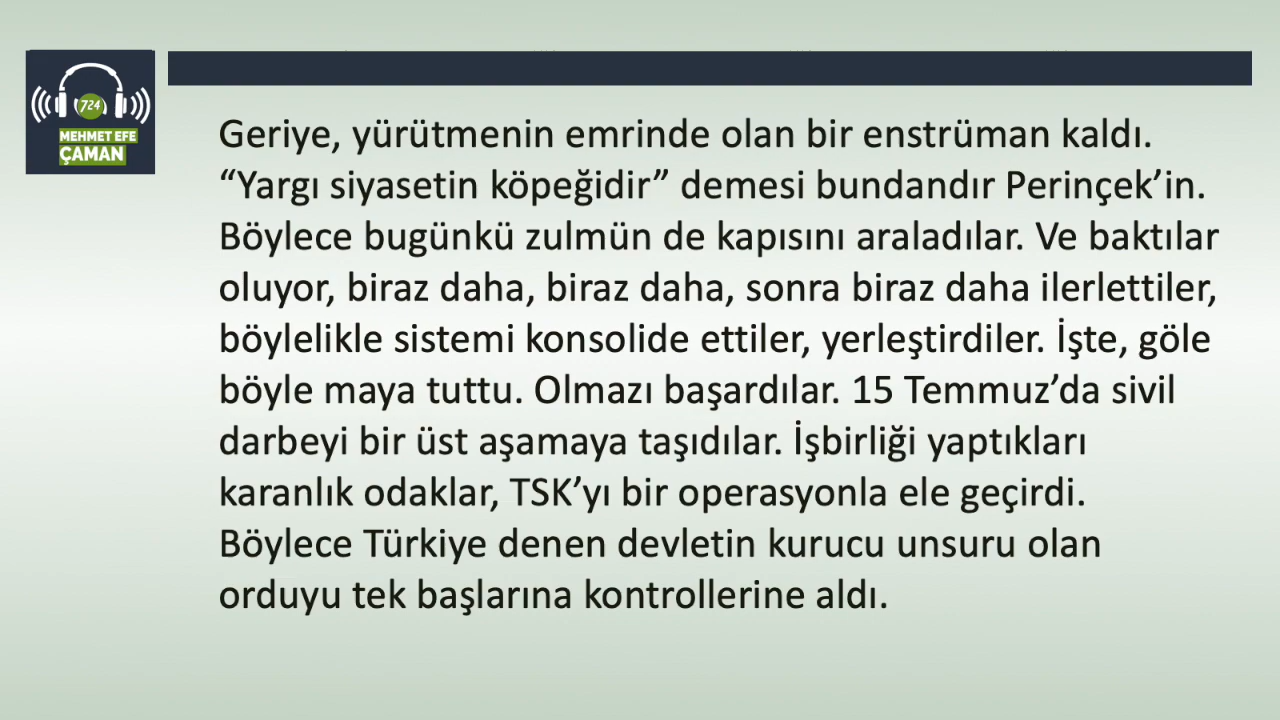 724
MEHMET EFE
ÇAMAN
Geriye, yürütmenin emrinde olan bir enstrüman kaldı.
“Yargı siyasetin köpeğidir” demesi bundandır Perinçek’in.
Böylece bugünkü zulmün de kapısını araladılar. Ve baktılar
oluyor, biraz daha, biraz daha, sonra biraz daha ilerlettiler,
böylelikle sistemi konsolide ettiler, yerleştirdiler. İşte, göle
böyle maya tuttu. Olmazı başardılar. 15 Temmuz’da sivil
darbeyi bir üst aşamaya taşıdılar. İşbirliği yaptıkları
karanlık odaklar, TSK’yı bir operasyonla ele geçirdi.
Böylece Türkiye denen devletin kurucu unsuru olan
orduyu tek başlarına kontrollerine aldı.